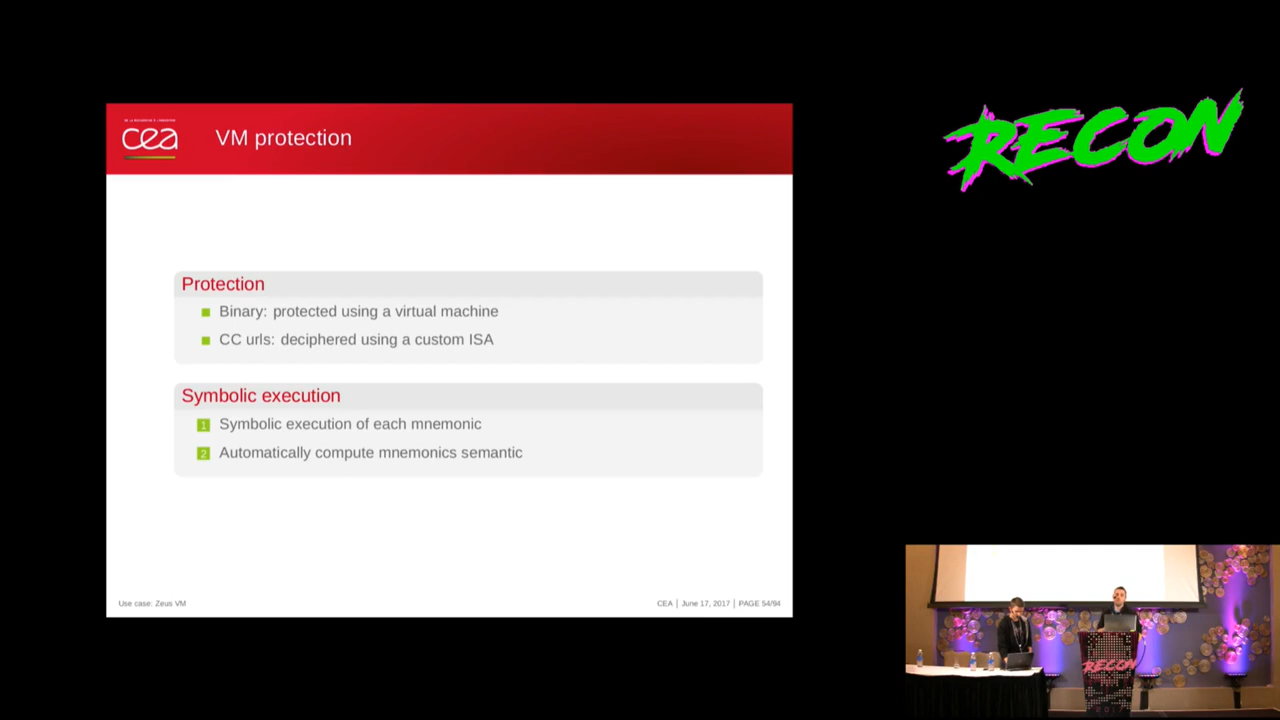 cea
VM protection
RECON
Protection
Binary: protected using a virtual machine
CC urls: deciphered using a custom ISA
Symbolic execution
1 Symbolic execution of each mnemonic
2 Automatically compute mnemonics semantic
Use case: Zeus VM
CEA | June 17, 2017 | PAGE 54/94
RECON